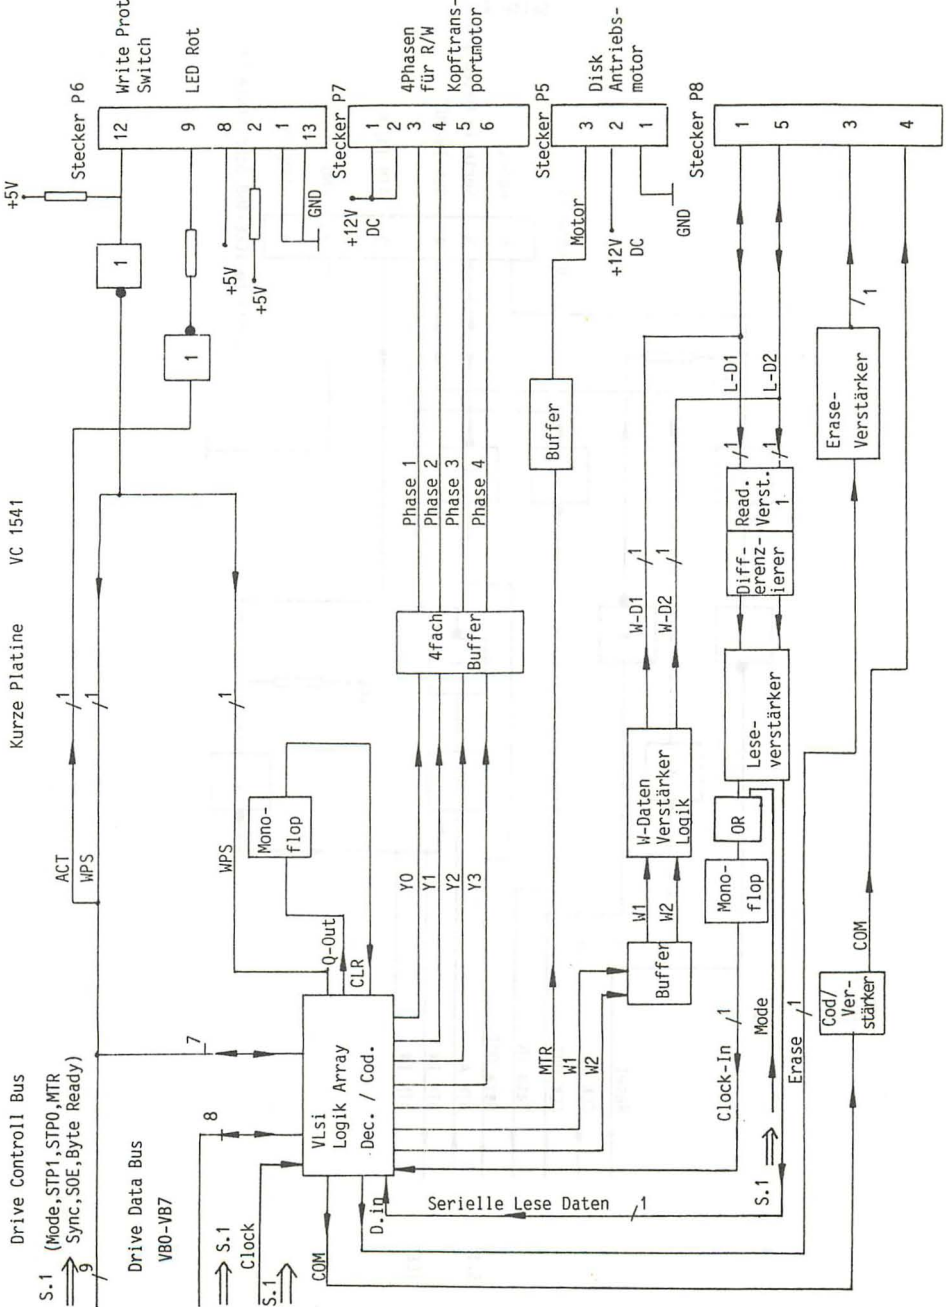 Kurze Platine VC 1541
Drive Controll Bus
(Mode,STP1,STP0,MTR
Sync,SOE,Byte Ready)
S.1
9
Drive Data Bus
VB0-VB7
S.1
Clock
S.1
8
7
ACT
WPS
1
1
WPS
1
+5V
1
1
Stecker P6
12
9
8
2
1
13
Write Prot
Switch
LED Rot
+5V
+5V
GND
VLsi
Logik Array
Dec. / Cod.
Q-Out
CLR
Mono-
flop
Y0
Y1
Y2
Y3
4fach
Buffer
Phase 1
Phase 2
Phase 3
Phase 4
+12V
DC
Stecker P7
1
2
3
4
5
6
4Phasen
für R/W
Kopftrans-
portmotor
MTR
Buffer
Motor
+12V
DC
GND
Stecker P5
3
2
1
Disk
Antriebs-
motor
W1
W2
Buffer
W1
W2
W-Daten
Verstärker
Logik
W-D1
W-D2
1
1
L-D1
L-D2
1
1
Read.
Verst.
1
Diff-
erenz-
ierer
Lese-
verstärker
OR
Mono-
flop
Clock-In
1
Mode
S.1
Serielle Lese Daten
1
D.in
Erase
1
Erase-
Verstärker
1
COM
Cod/
Ver-
stärker
COM
Stecker P8
1
5
3
4